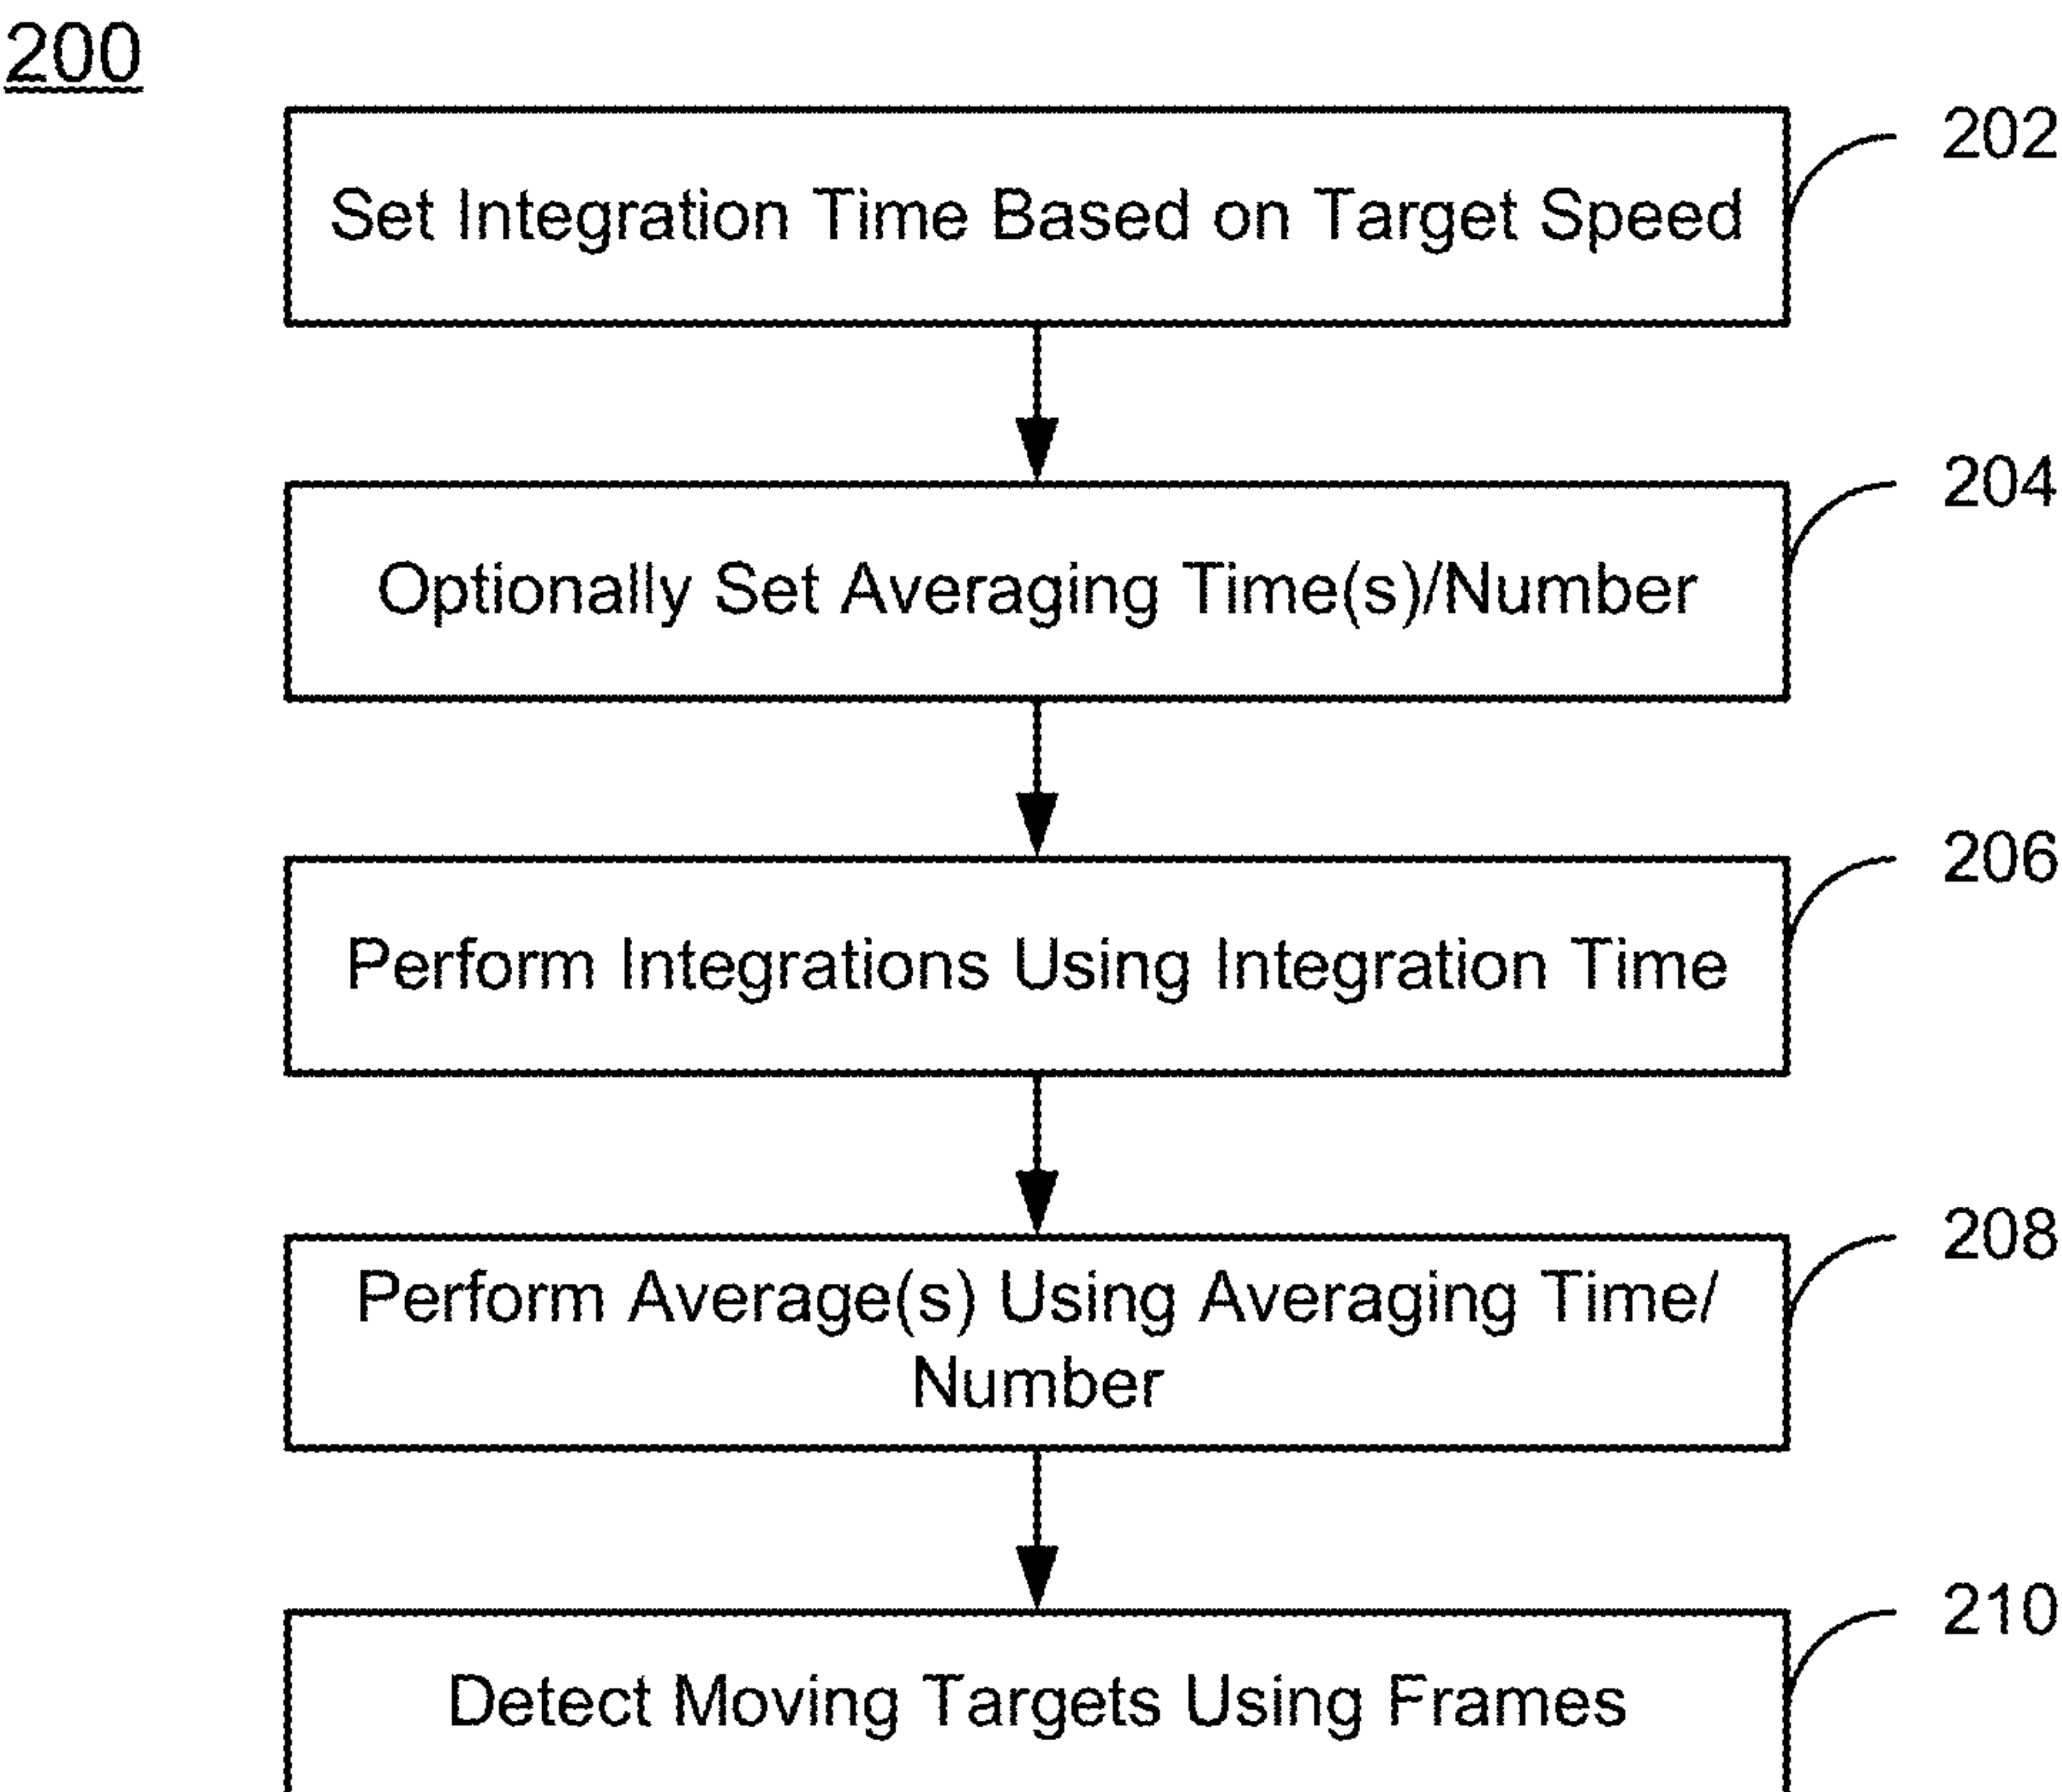 200
202
Set Integration Time Based on Target Speed
204
Optionally Set Averaging Time(s)/Number
206
Perform Integrations Using Integration Time
208
Perform Average(s) Using Averaging Time/
Number
210
Detect Moving Targets Using Frames